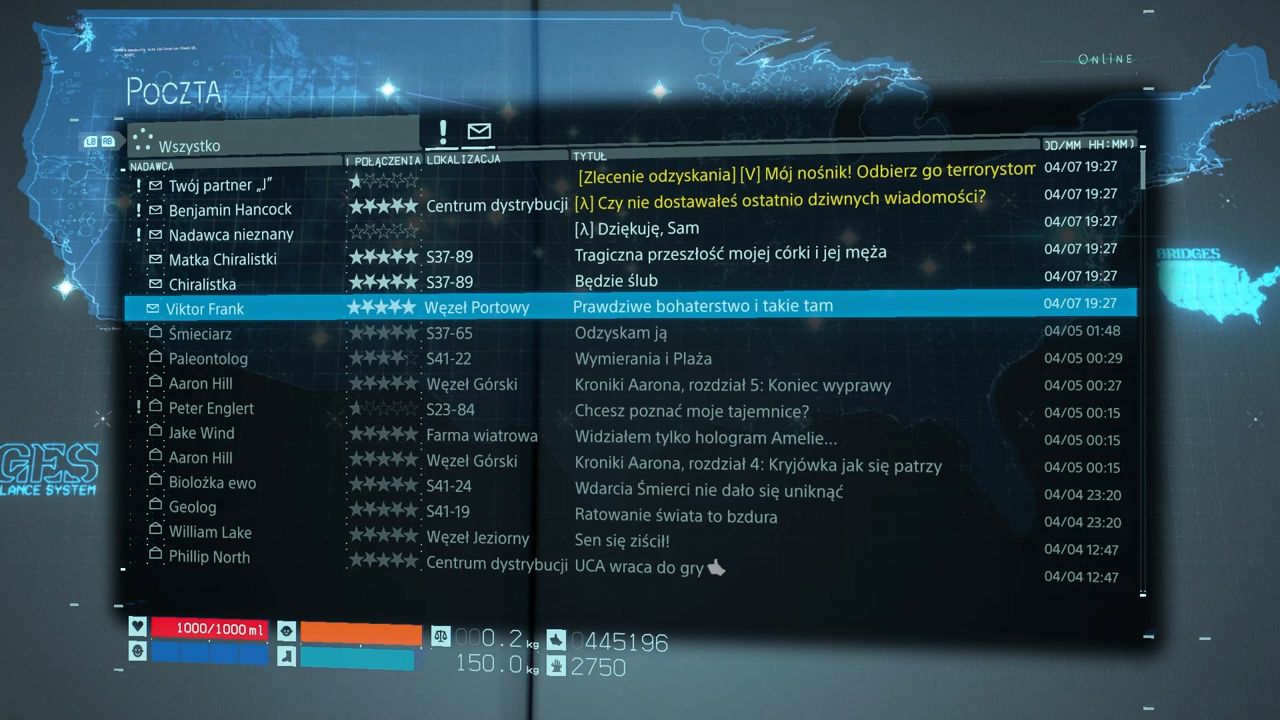 Online
Poczta
LB RB Wszystko !
NADAWCA ! POŁĄCZENIA LOKALIZACJA TYTUŁ DD/MM HH:MM)
! Twój partner „J” [Zlecenie odzyskania] [V] Mój nośnik! Odbierz go terrorystom 04/07 19:27
! Benjamin Hancock Centrum dystrybucji [λ] Czy nie dostawałeś ostatnio dziwnych wiadomości? 04/07 19:27
! Nadawca nieznany [λ] Dziękuję, Sam 04/07 19:27
Matka Chiralistki S37-89 Tragiczna przeszłość mojej córki i jej męża 04/07 19:27
Chiralistka S37-89 Będzie ślub 04/07 19:27
Viktor Frank Węzeł Portowy Prawdziwe bohaterstwo i takie tam 04/07 19:27
Śmieciarz S37-65 Odzyskam ją 04/05 01:48
Paleontolog S41-22 Wymierania i Plaża 04/05 00:29
Aaron Hill Węzeł Górski Kroniki Aarona, rozdział 5: Koniec wyprawy 04/05 00:27
! Peter Englert S23-84 Chcesz poznać moje tajemnice? 04/05 00:15
Jake Wind Farma wiatrowa Widziałem tylko hologram Amelie... 04/05 00:15
Aaron Hill Węzeł Górski Kroniki Aarona, rozdział 4: Kryjówka jak się patrzy 04/05 00:15
Biolożka ewo S41-24 Wdarcia Śmierci nie dało się uniknąć 04/04 23:20
Geolog S41-19 Ratowanie świata to bzdura 04/04 23:20
William Lake Węzeł Jeziorny Sen się ziścił! 04/04 12:47
Phillip North Centrum dystrybucji UCA wraca do gry 04/04 12:47
BRIDGES
GES
LANCE SYSTEM
1000/1000 ml 000.2 kg 0445196
150.0 kg 2750